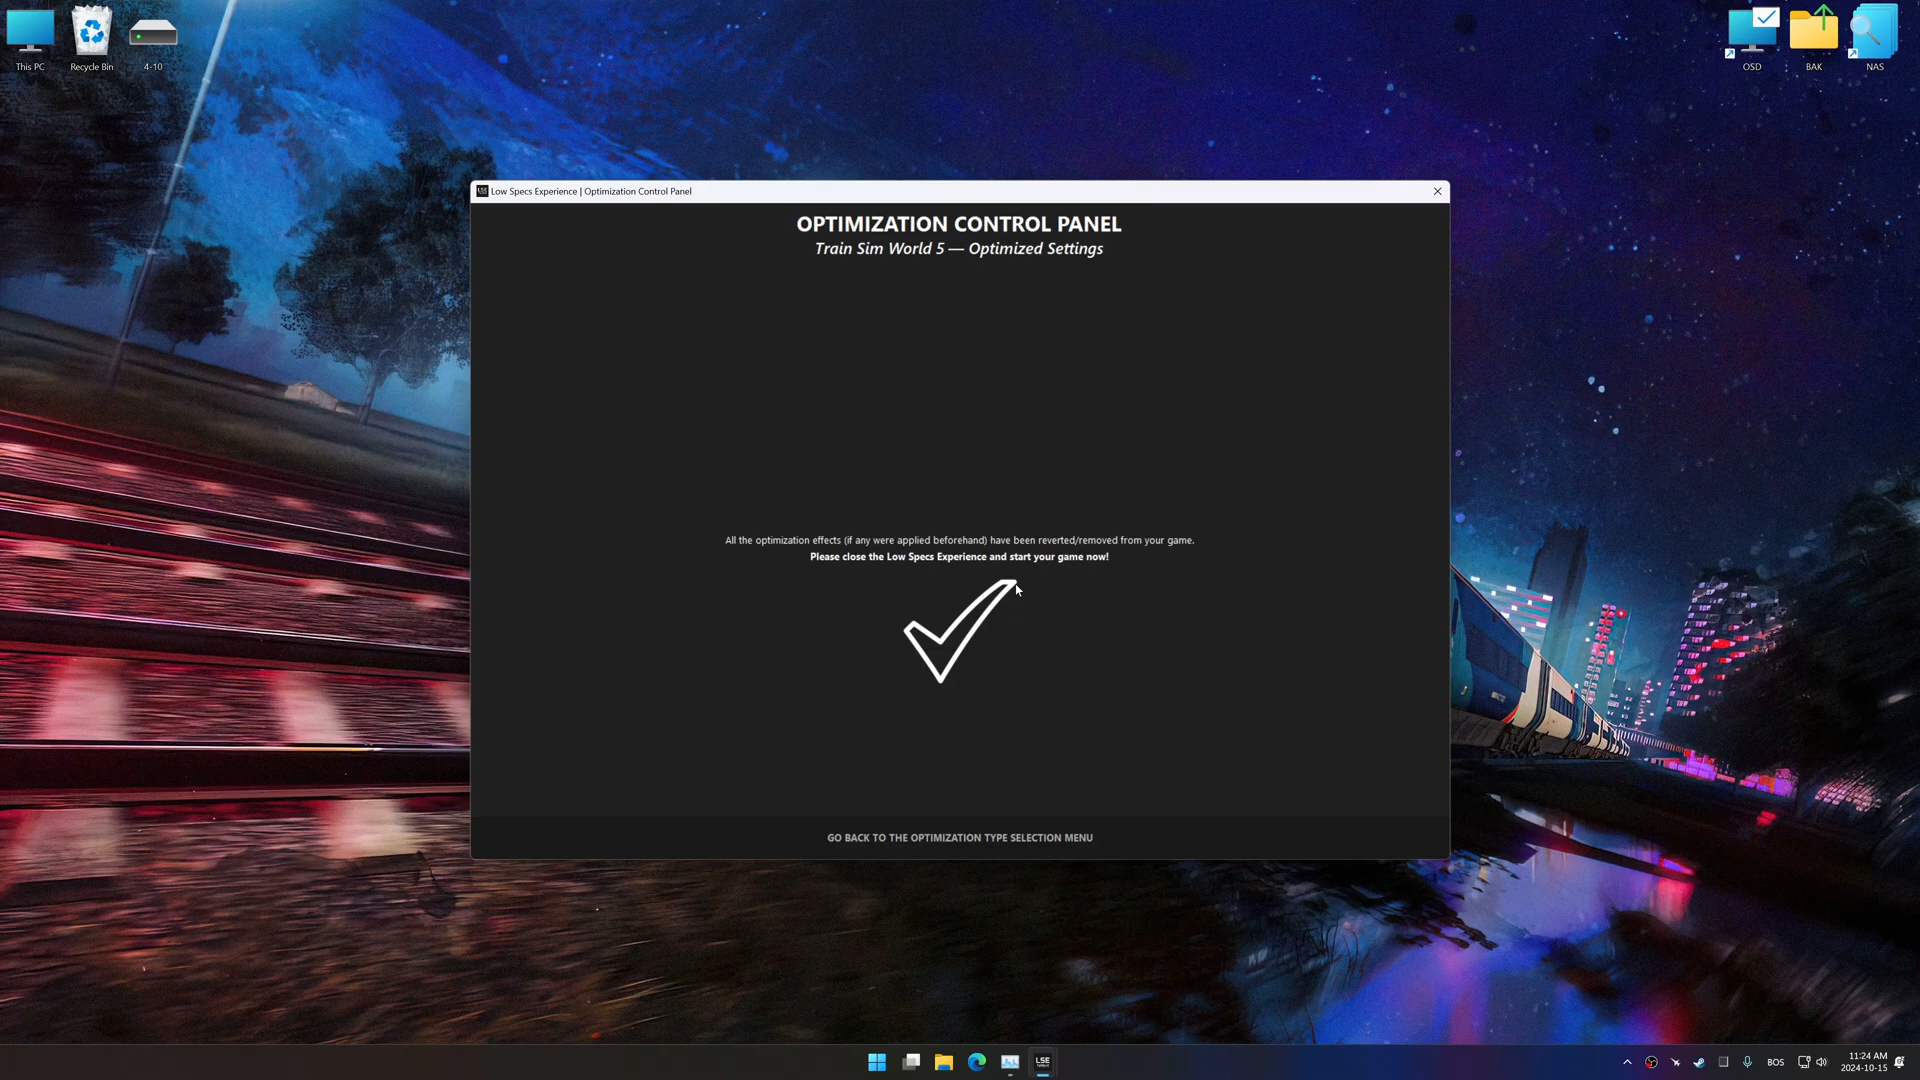 This PC
Recycle Bin
4-10
OSD
BAK
NAS
LSE
Low Specs Experience | Optimization Control Panel
OPTIMIZATION CONTROL PANEL
Train Sim World 5 — Optimized Settings
All the optimization effects (if any were applied beforehand) have been reverted/removed from your game.
Please close the Low Specs Experience and start your game now!
GO BACK TO THE OPTIMIZATION TYPE SELECTION MENU
LSE
BOS
11:24 AM
2024-10-15